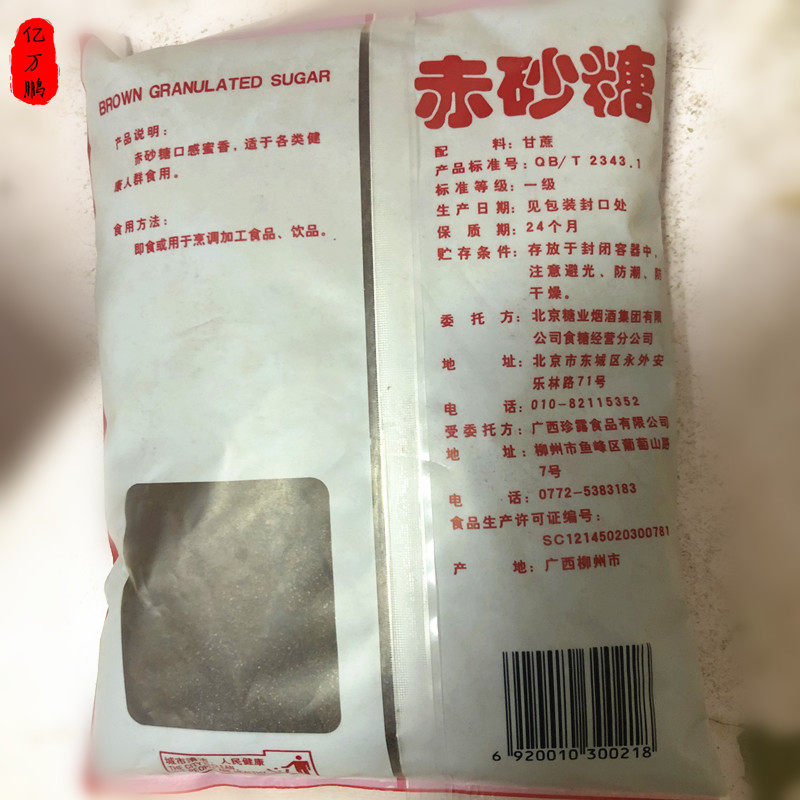 亿万鹏
BROWN GRANULATED SUGAR
产品说明：
赤砂糖口感蜜香，适于各类健
康人群食用。
食用方法：
即食或用于烹调加工食品、饮品。
赤砂糖
配 料：甘蔗
产品标准号：QB/T 2343.1
标准等级：一级
生产日期：见包装封口处
保 质 期：24个月
贮存条件：存放于封闭容器中，
注意避光、防潮、防
干燥。
委 托 方：北京糖业烟酒集团有限
公司食糖经营分公司
地 址：北京市东城区永外安
乐林路71号
电 话：010-82115352
受委托方：广西珍露食品有限公司
地 址：柳州市鱼峰区葡萄山路
7号
电 话：0772-5383183
食品生产许可证编号：
SC12145020300781
产 地：广西柳州市
6 920010 300218
人民健康